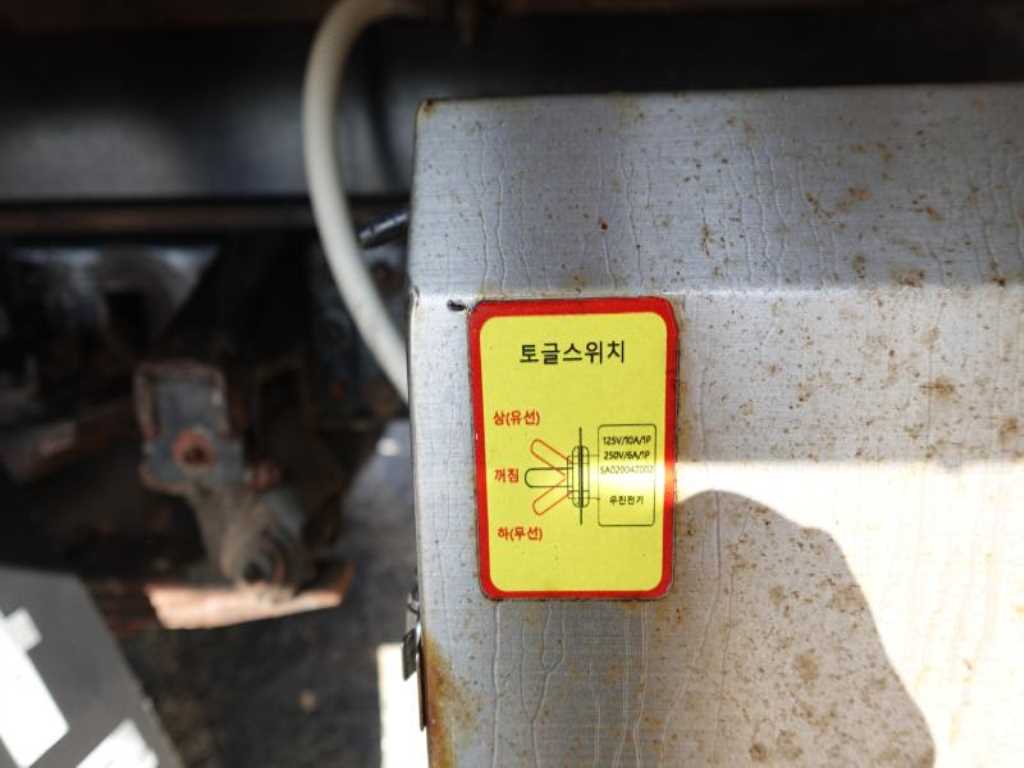 토글스위치
상(유선)
125V/10A/1P
250V/6A/1P
SA020042002
꺼짐
우진전기
하(무선)